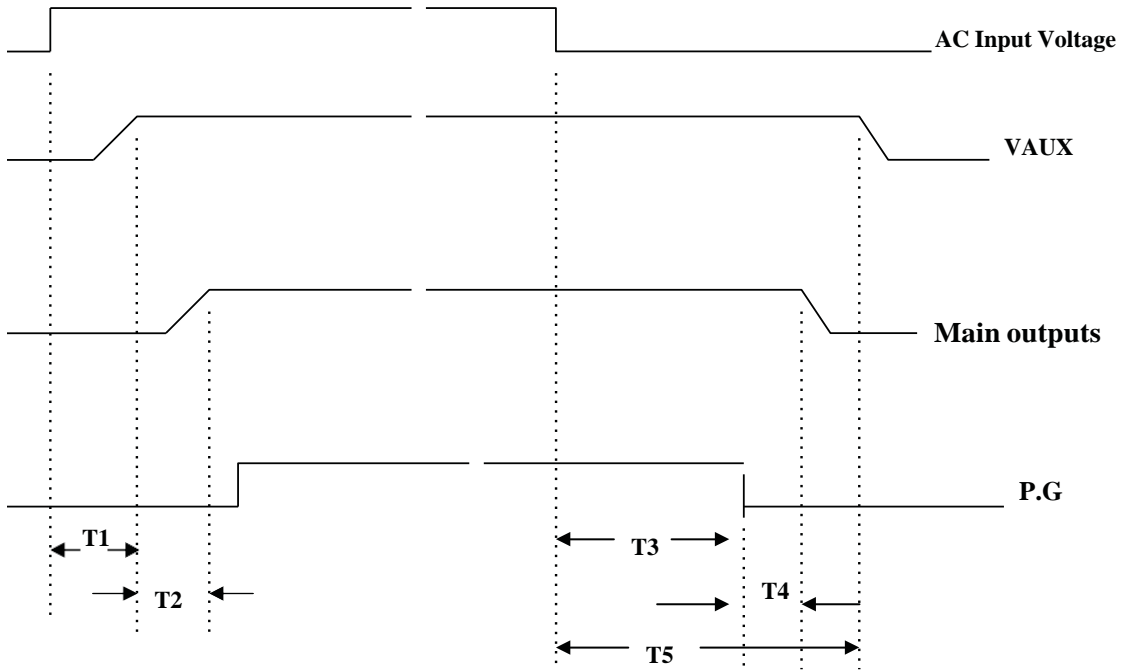 AC Input Voltage
VAUX
Main outputs
P.G
T1
T3
T2
T4
T5